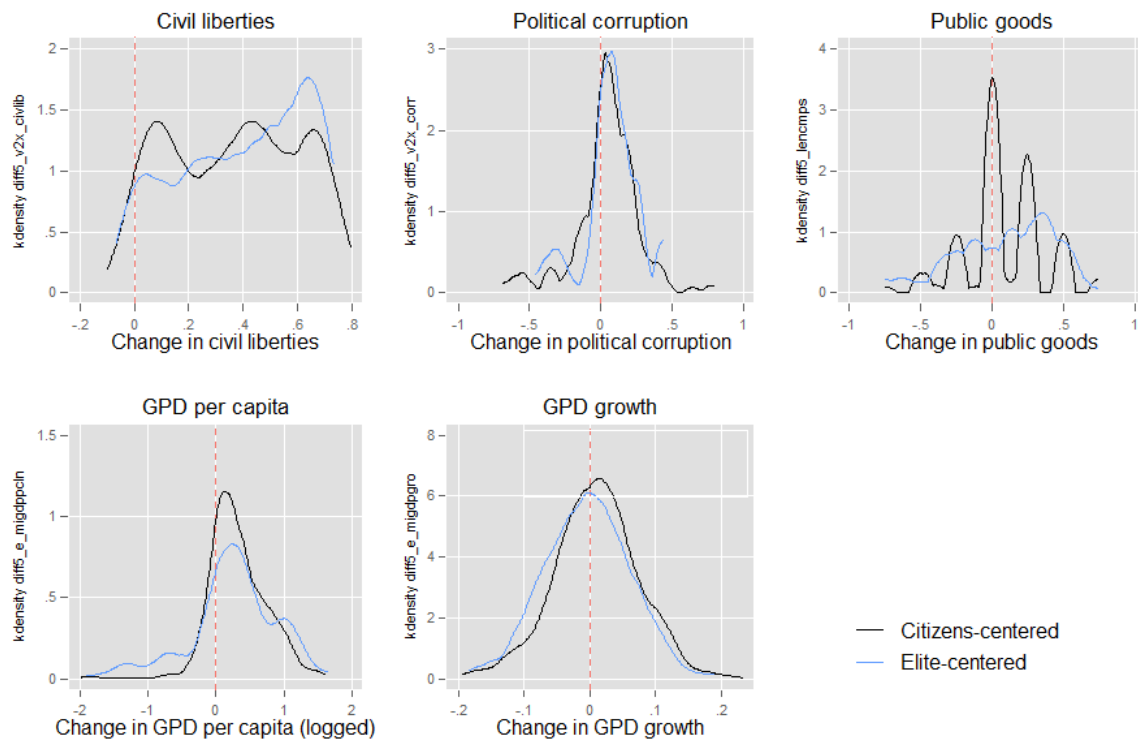 Civil liberties
kdensity diff5_v2x_civlib
2
1.5
1
.5
0
-.2 0 .2 .4 .6 .8
Change in civil liberties
Political corruption
kdensity diff5_v2x_corr
3
2
1
0
-1 -.5 0 .5 1
Change in political corruption
Public goods
kdensity diff5_lencmps
4
3
2
1
0
-1 -.5 0 .5 1
Change in public goods
GPD per capita
kdensity diff5_e_migdppcln
1.5
1
.5
0
-2 -1 0 1 2
Change in GPD per capita (logged)
GPD growth
kdensity diff5_e_migdpgro
8
6
4
2
0
-.2 -.1 0 .1 .2
Change in GPD growth
Citizens-centered
Elite-centered